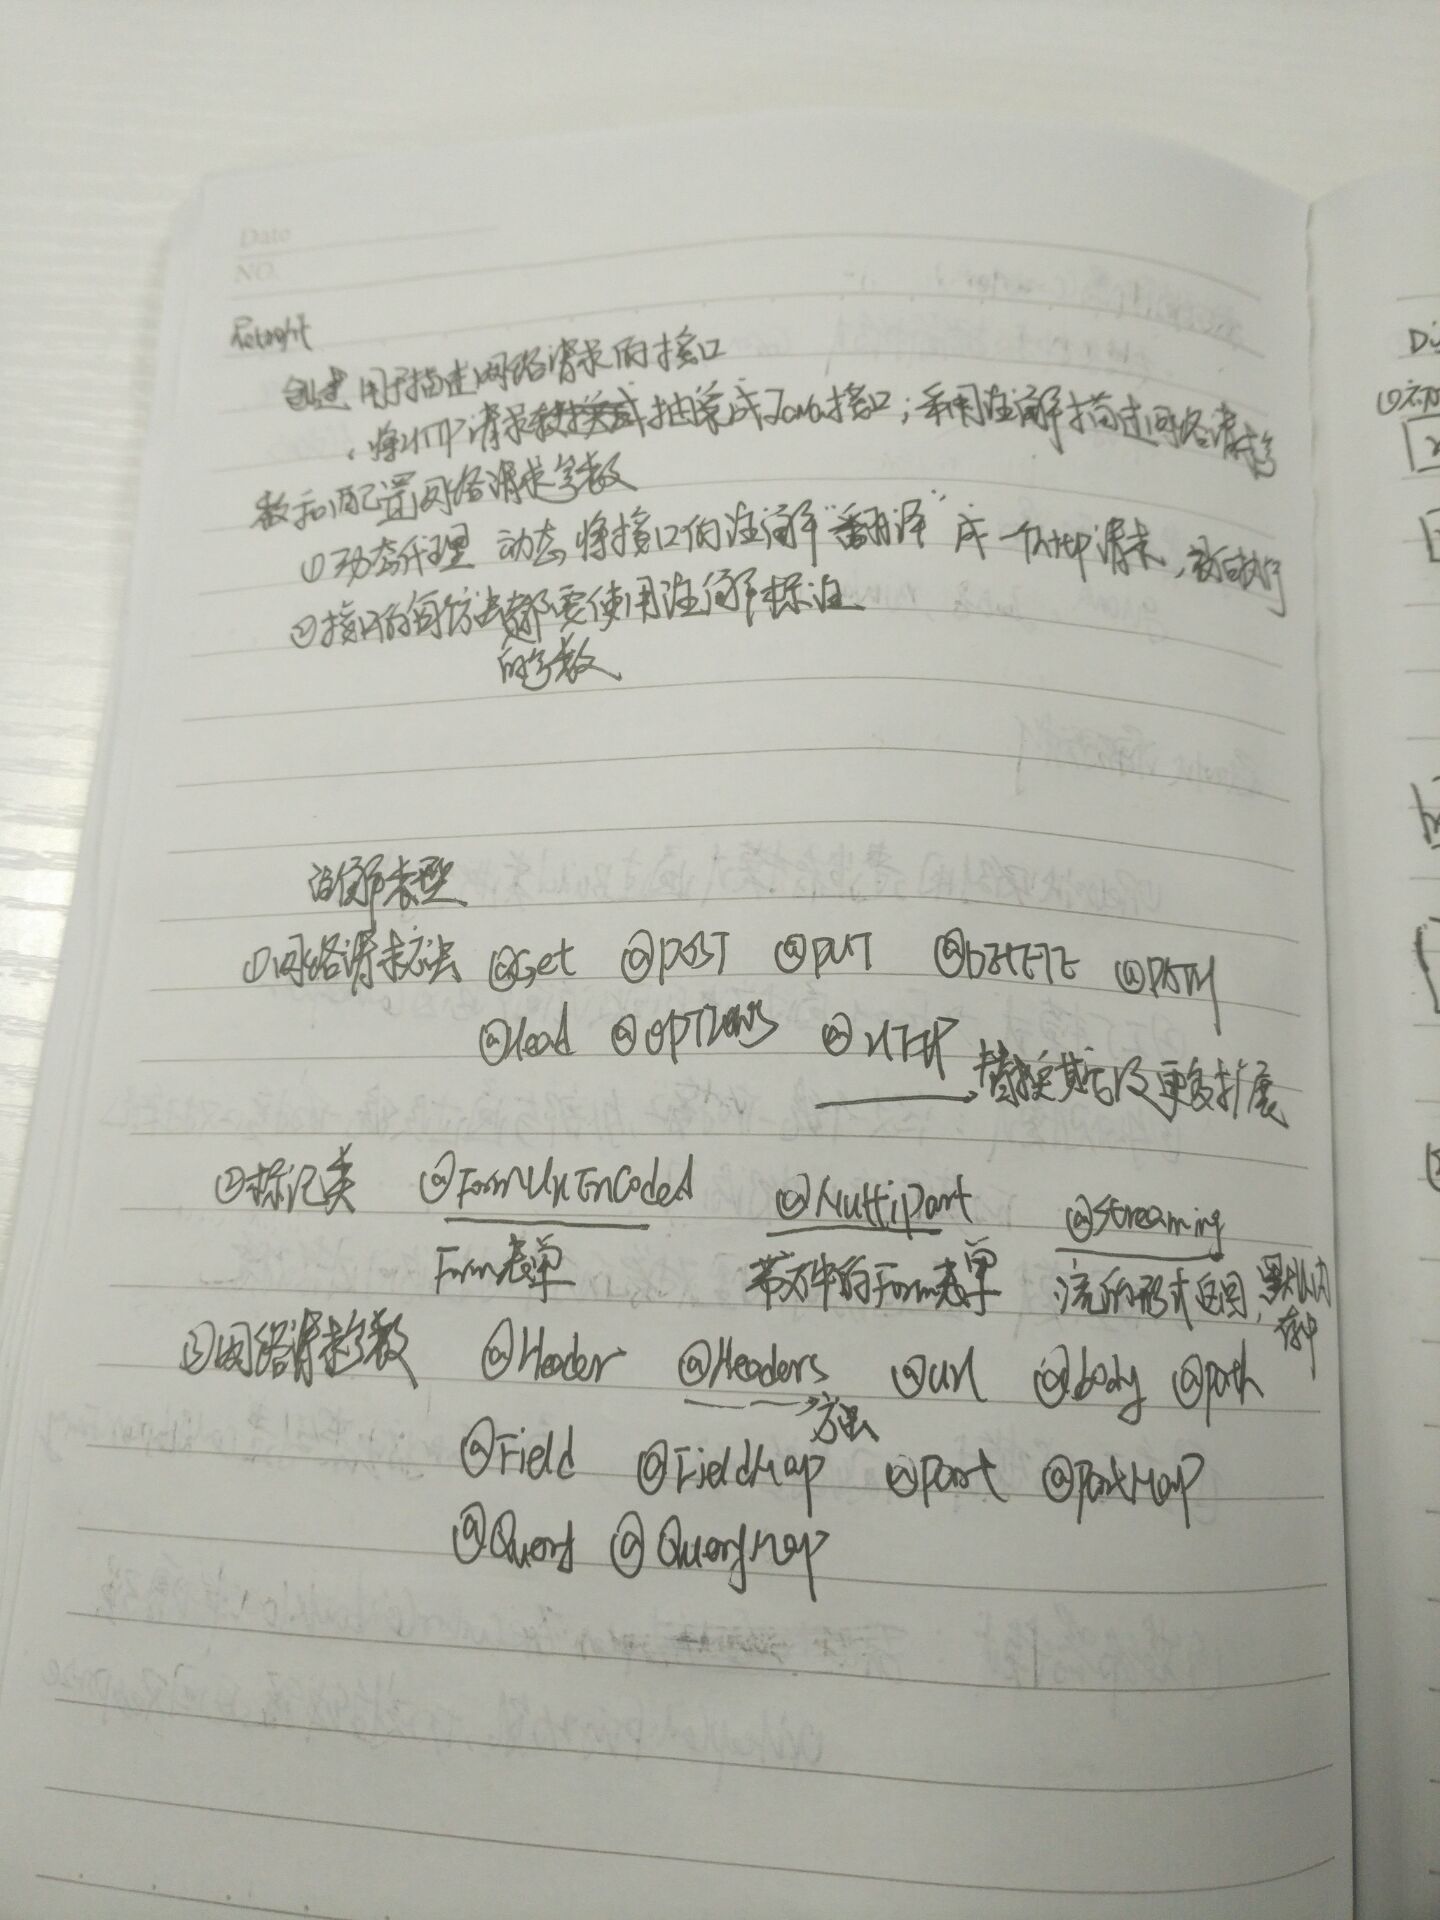 Date
NO.
Retrofit
创建用于描述网络请求的接口
将HTTP请求抽象成Java接口；采用注解描述网络请求参
数和配置网络请求参数
①动态代理 动态将接口的注解“翻译”成一个Http请求，最后执行
②接口的每个方法都要使用注解标注
的参数
注解类型
①网络请求方法 @Get @POST @PUT @DELETE @PATH
@Head @OPTIONS @HTTP
替换其它及更多扩展
②标记类 @FormUrlEncoded @MultiPart @Streaming
Form表单 带文件的Form表单 流的形式返回，默认内
存中
③网络请求参数 @Header @Headers @url @body @path
方法
@Field @FieldMap @Part @PartMap
@Query @QueryMap